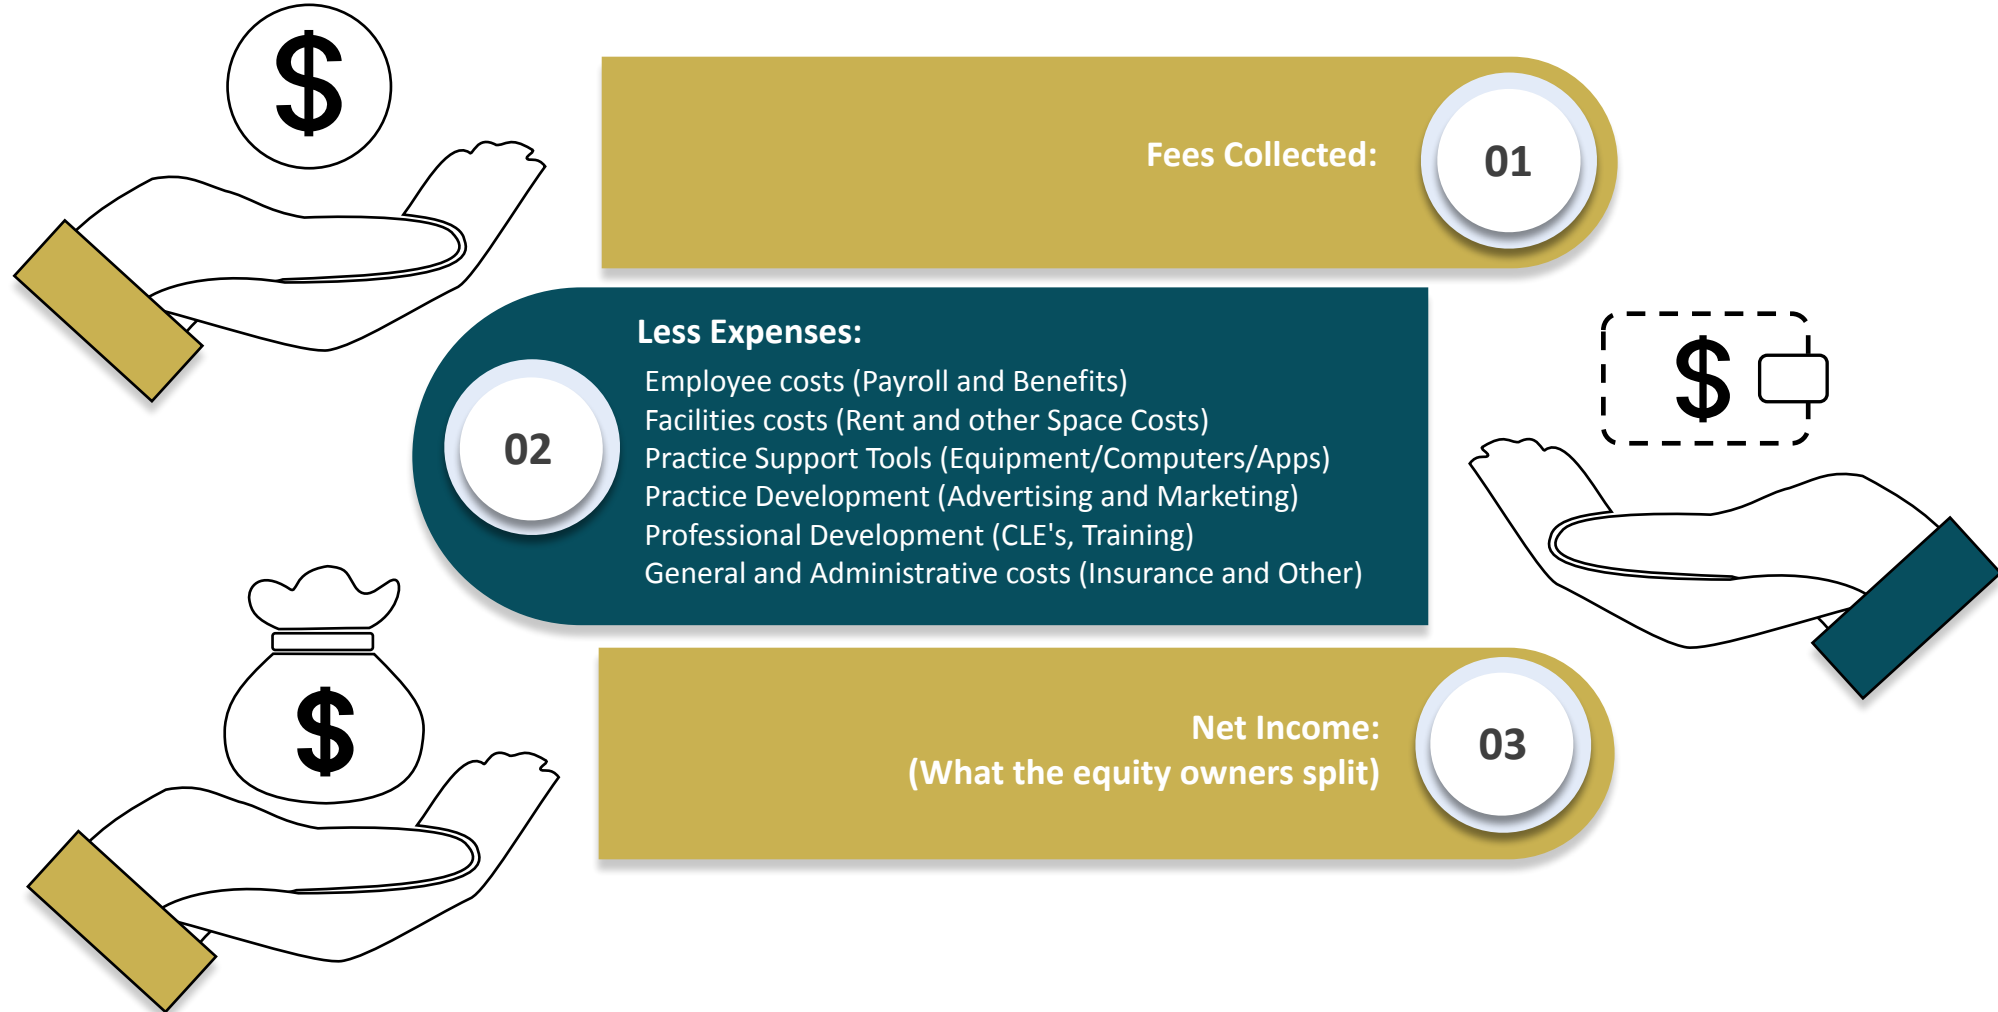 $
Fees Collected:
01
Less Expenses:
Employee costs (Payroll and Benefits)
Facilities costs (Rent and other Space Costs)
Practice Support Tools (Equipment/Computers/Apps)
Practice Development (Advertising and Marketing)
Professional Development (CLE's, Training)
General and Administrative costs (Insurance and Other)
02
$
$
Net Income:
(What the equity owners split)
03